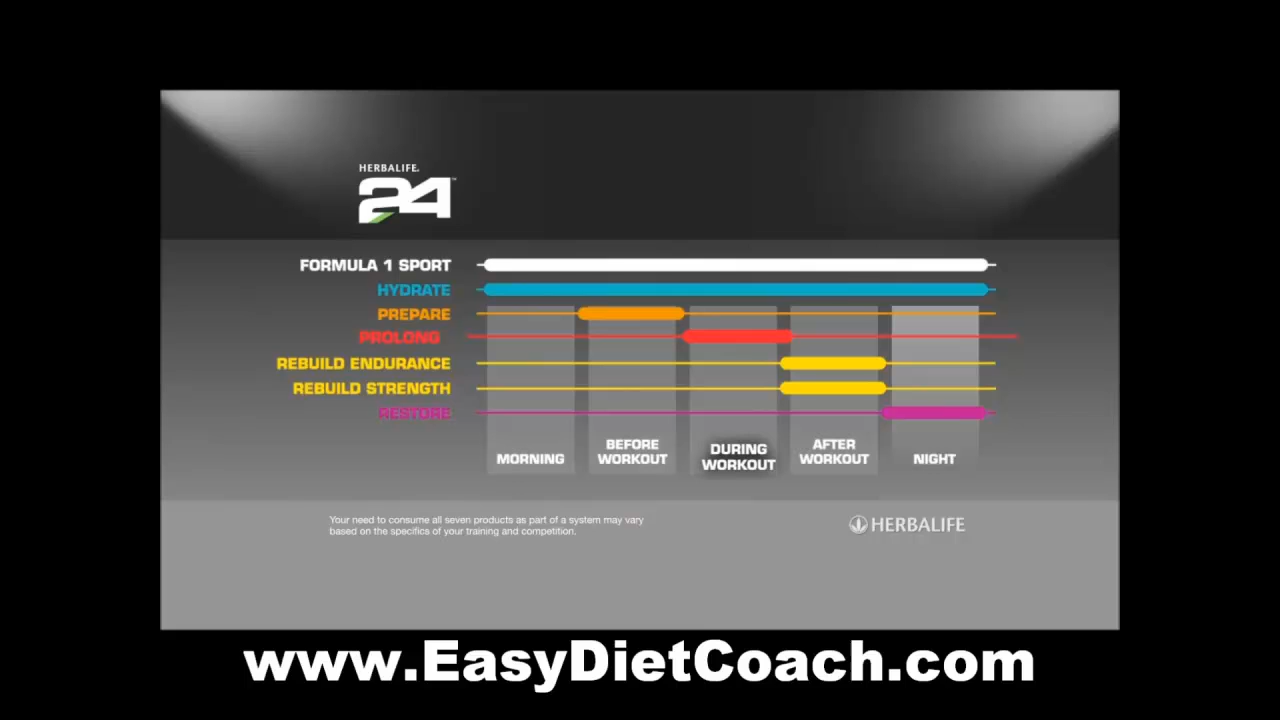 HERBALIFE.
24™
FORMULA 1 SPORT
HYDRATE
PREPARE
PROLONG
REBUILD ENDURANCE
REBUILD STRENGTH
RESTORE
MORNING
BEFORE
WORKOUT
DURING
WORKOUT
AFTER
WORKOUT
NIGHT
Your need to consume all seven products as part of a system may vary
based on the specifics of your training and competition.
HERBALIFE
www.EasyDietCoach.com